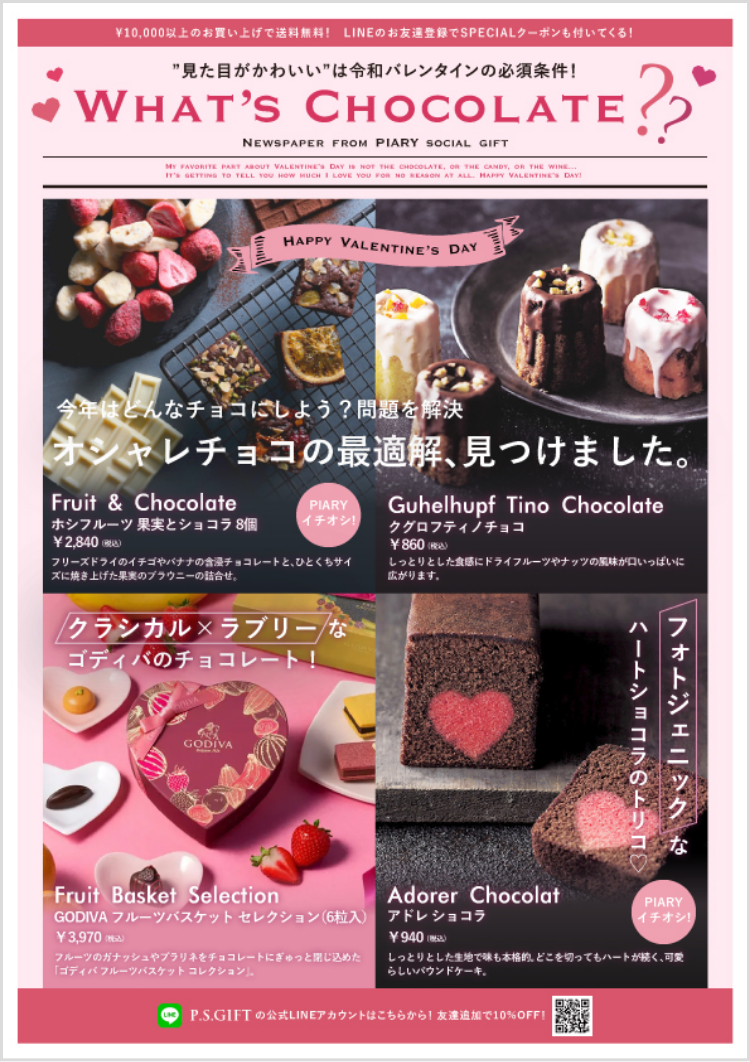 ¥10,000以上のお買い上げで送料無料! LINEのお友達登録でSPECIALクーポンも付いてくる!
”見た目がかわいい”は令和バレンタインの必須条件!
WHAT'S CHOCOLATE??
NEWSPAPER FROM PIARY SOCIAL GIFT
MY FAVORITE PART ABOUT VALENTINE'S DAY IS NOT THE CHOCOLATE, OR THE CANDY, OR THE WINE...
IT'S GETTING TO TELL YOU HOW MUCH I LOVE YOU FOR NO REASON AT ALL. HAPPY VALENTINE'S DAY!
HAPPY VALENTINE'S DAY
今年はどんなチョコにしよう?問題を解決
オシャレチョコの最適解、見つけました。
Fruit & Chocolate
ホシフルーツ 果実とショコラ 8個
¥2,840(税込)
フリーズドライのイチゴやバナナの含浸チョコレートと、ひとくちサイ
ズに焼き上げた果実のブラウニーの詰合せ。
PIARY
イチオシ!
Guhelhupf Tino Chocolate
クグロフティノチョコ
¥860(税込)
しっとりとした食感にドライフルーツやナッツの風味が口いっぱいに
広がります。
クラシカル×ラブリーな
ゴディバのチョコレート!
GODIVA
Fruit Basket Selection
GODIVA フルーツバスケット セレクション(6粒入)
¥3,970(税込)
フルーツのガナッシュやプラリネをチョコレートにぎゅっと閉じ込めた
「ゴディバ フルーツバスケット コレクション」。
フォトジェニックな
ハートショコラのトリコ♡
Adorer Chocolat
アドレ ショコラ
¥940(税込)
しっとりとした生地で味も本格的。どこを切ってもハートが続く、可愛
らしいパウンドケーキ。
PIARY
イチオシ!
LINE P.S.GIFT の公式LINEアカウントはこちらから! 友達追加で10%OFF!